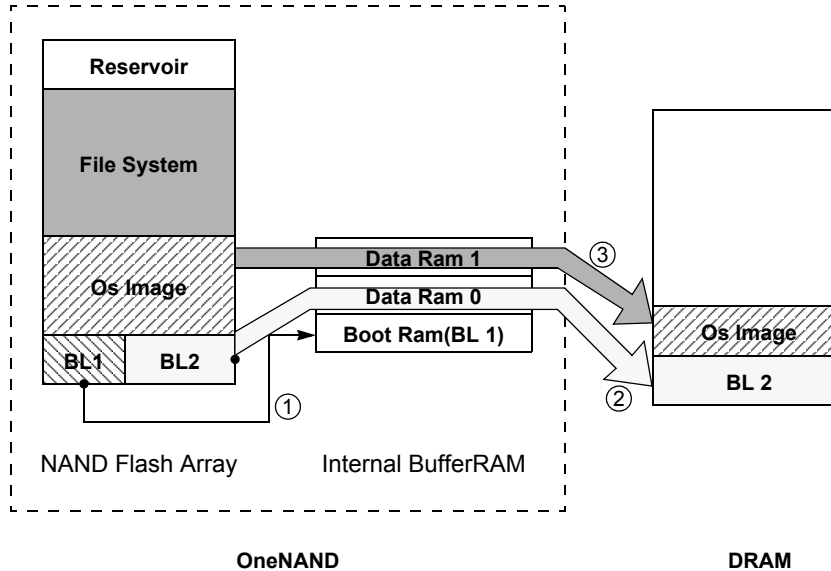 Reservoir
File System
Os Image
BL1
BL2
Data Ram 1
Data Ram 0
Boot Ram(BL 1)
①
②
③
Os Image
BL 2
NAND Flash Array
Internal BufferRAM
OneNAND
DRAM